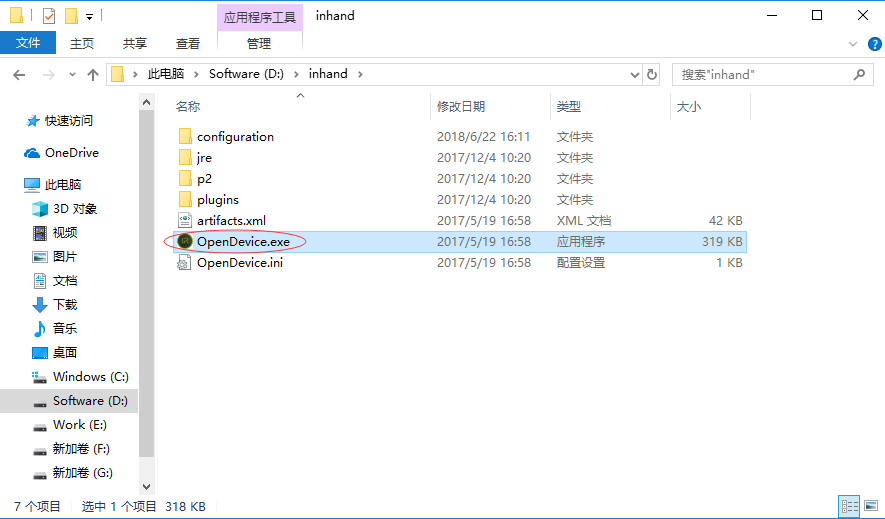 应用程序工具 inhand
文件 主页 共享 查看 管理
此电脑 Software (D:) inhand 搜索"inhand"
名称 修改日期 类型 大小
configuration 2018/6/22 16:11 文件夹
jre 2017/12/4 10:20 文件夹
p2 2017/12/4 10:20 文件夹
plugins 2017/12/4 10:20 文件夹
artifacts.xml 2017/5/19 16:58 XML 文档 42 KB
OpenDevice.exe 2017/5/19 16:58 应用程序 319 KB
OpenDevice.ini 2017/5/19 16:58 配置设置 1 KB
快速访问
OneDrive
此电脑
3D 对象
视频
图片
文档
下载
音乐
桌面
Windows (C:)
Software (D:)
Work (E:)
新加卷 (F:)
新加卷 (G:)
7 个项目 选中 1 个项目 318 KB